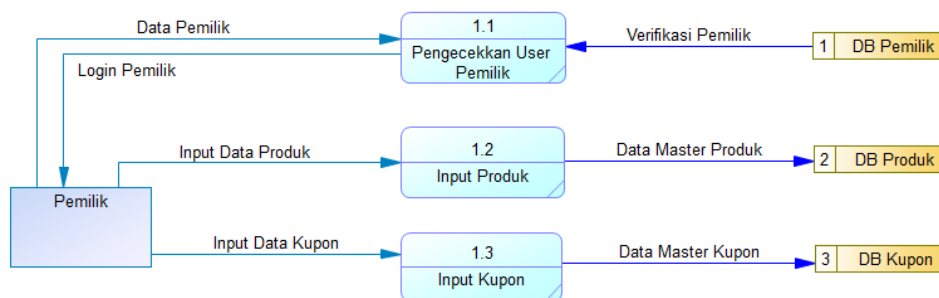 Data Pemilik
1.1
Pengecekkan User
Pemilik
Verifikasi Pemilik
1 DB Pemilik
Login Pemilik
Input Data Produk
1.2
Input Produk
Data Master Produk
2 DB Produk
Pemilik
Input Data Kupon
1.3
Input Kupon
Data Master Kupon
3 DB Kupon